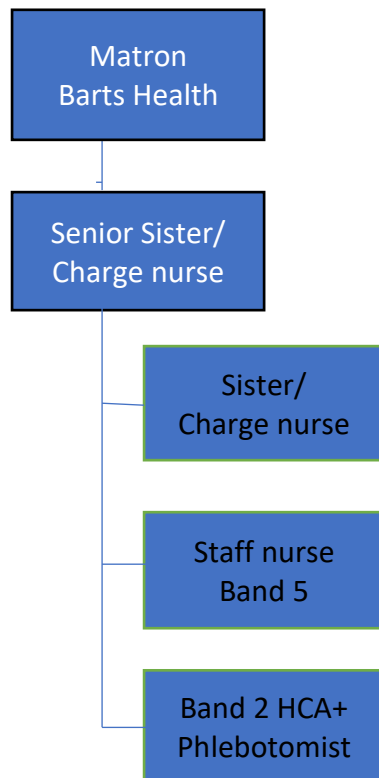 Matron
Barts Health
Senior Sister/
Charge nurse
Sister/
Charge nurse
Staff nurse
Band 5
Band 2 HCA+
Phlebotomist